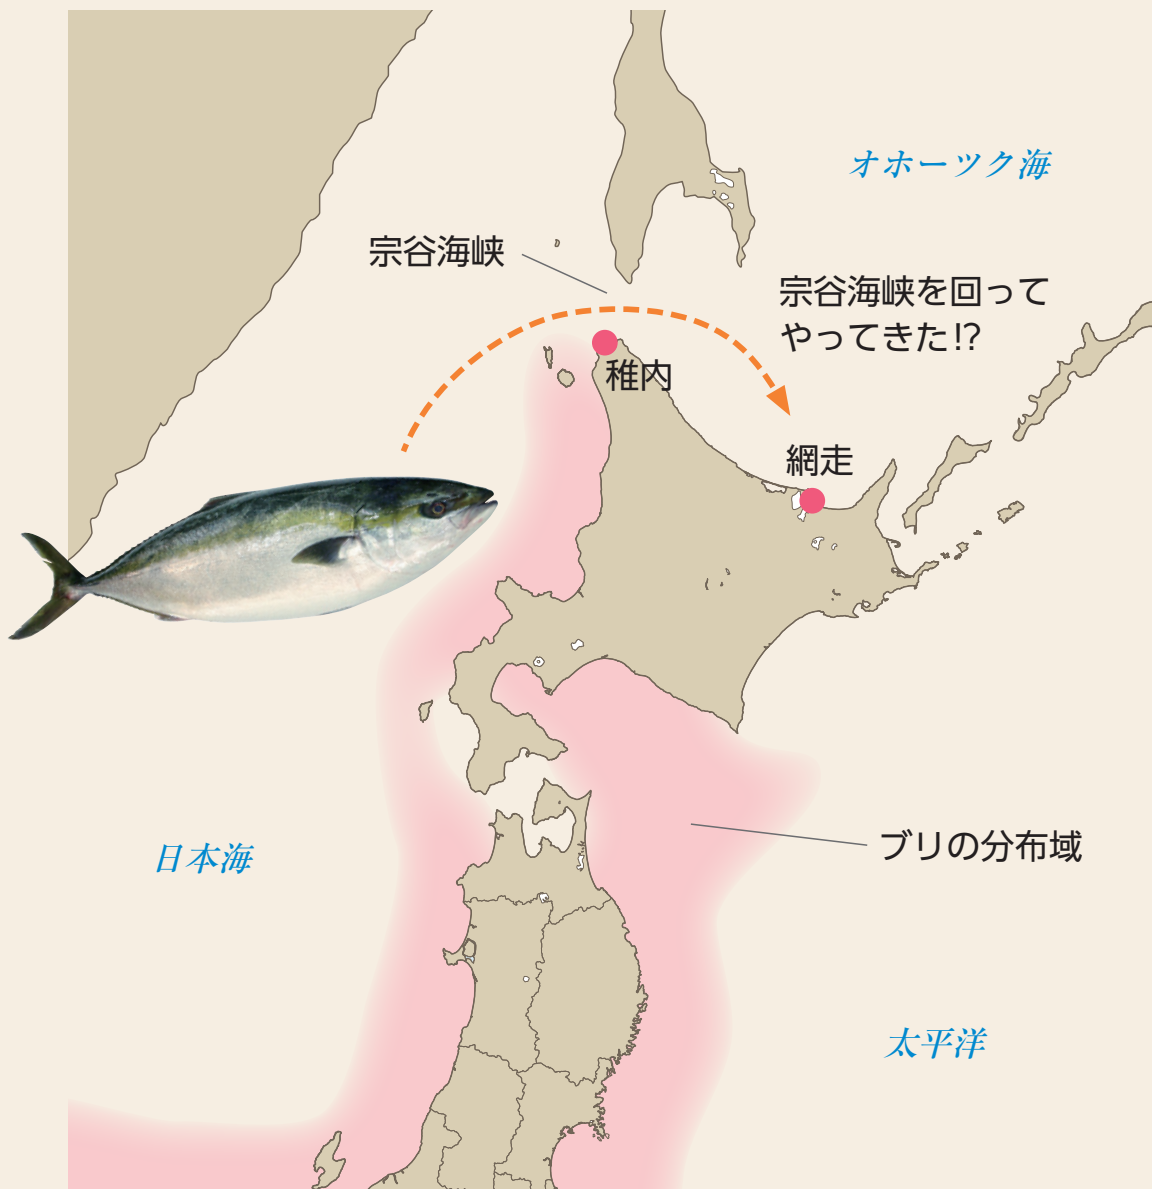 オホーツク海
宗谷海峡
宗谷海峡を回って
やってきた!?
稚内
網走
ブリの分布域
日本海
太平洋